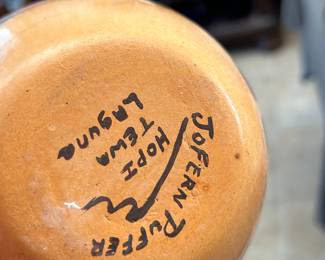 JOFERN PUFFER
HOPI
TEWA
Laguna